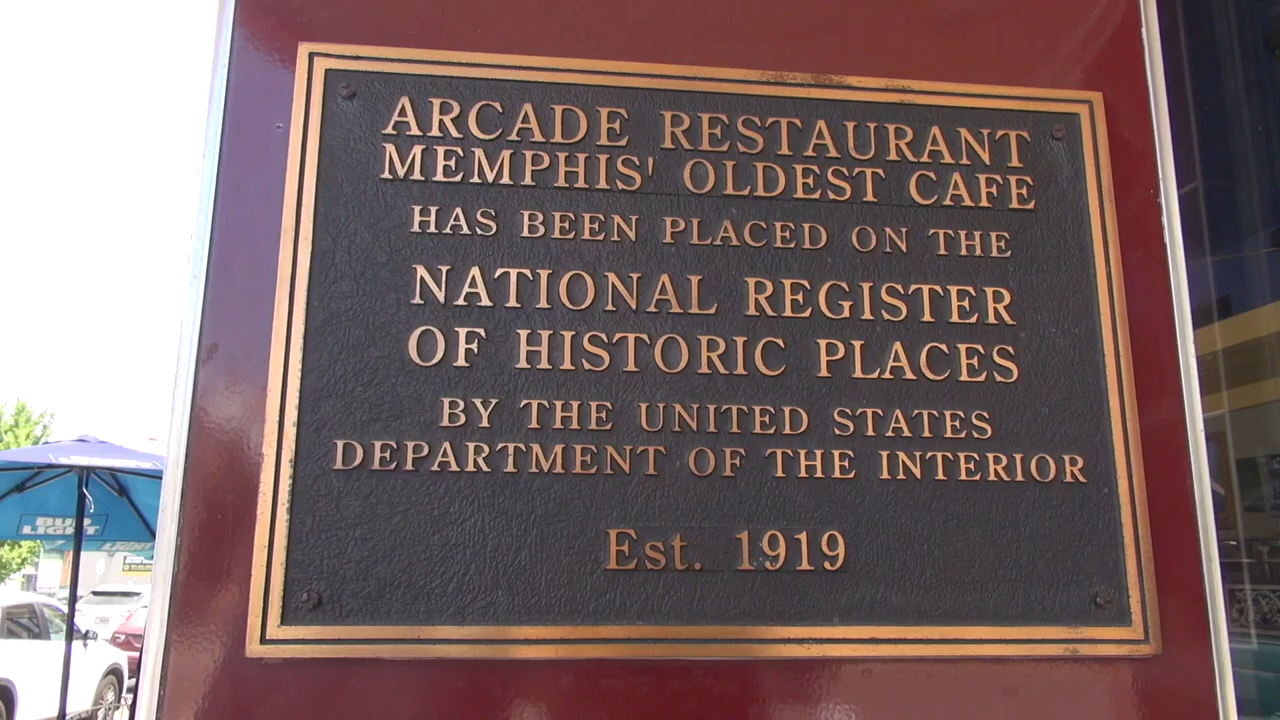 ARCADE RESTAURANT
MEMPHIS' OLDEST CAFE
HAS BEEN PLACED ON THE
NATIONAL REGISTER
OF HISTORIC PLACES
BY THE UNITED STATES
DEPARTMENT OF THE INTERIOR
Est. 1919
BUD
LIGHT
LIGHT